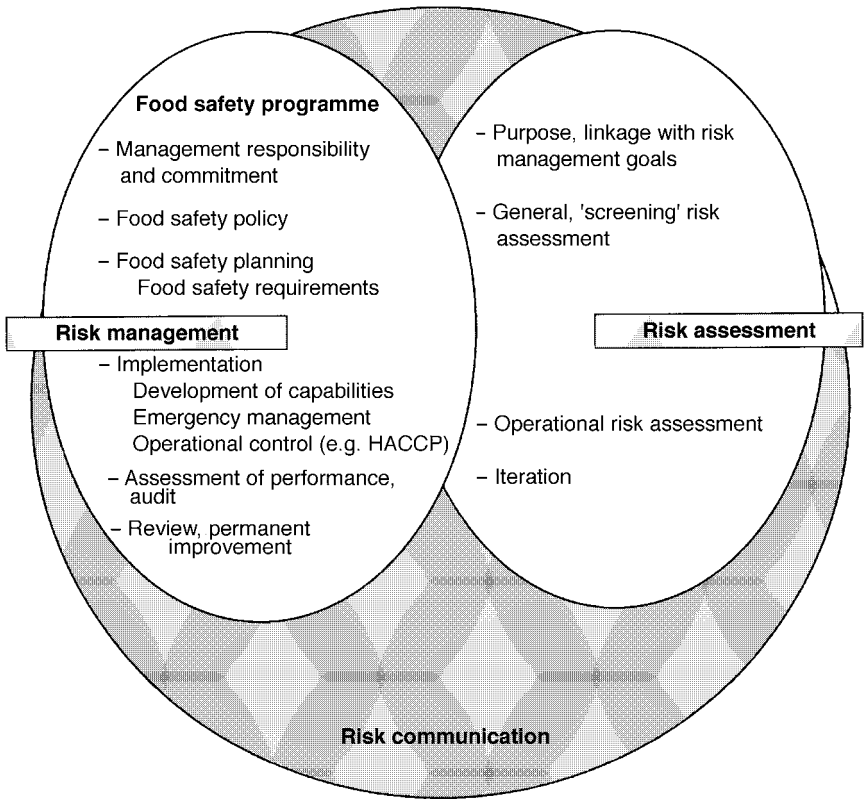 Food safety programme
– Management responsibility
and commitment
– Food safety policy
– Food safety planning
Food safety requirements
Risk management
– Implementation
Development of capabilities
Emergency management
Operational control (e.g. HACCP)
– Assessment of performance,
audit
– Review, permanent
improvement
– Purpose, linkage with risk
management goals
– General, 'screening' risk
assessment
Risk assessment
– Operational risk assessment
– Iteration
Risk communication